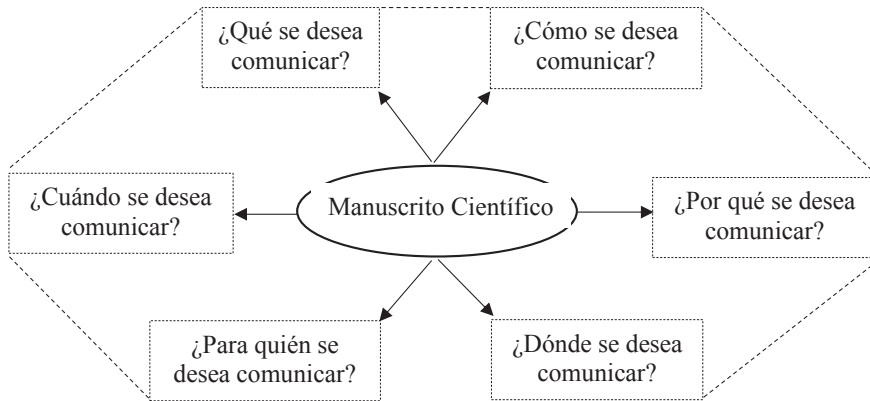 ¿Qué se desea
comunicar?
¿Cómo se desea
comunicar?
¿Cuándo se desea
comunicar?
Manuscrito Científico
¿Por qué se desea
comunicar?
¿Para quién se
desea comunicar?
¿Dónde se desea
comunicar?